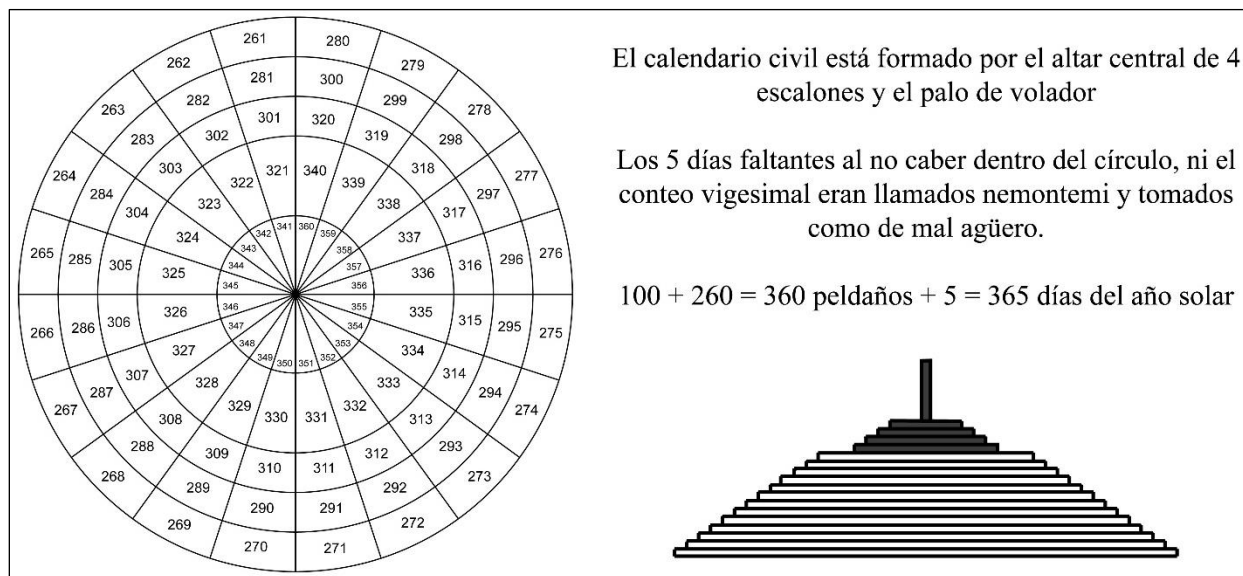 261 262 263 264 265 266 267 268 269 270 271 272 273 274 275 276 277 278 279 280
281 282 283 284 285 286 287 288 289 290 291 292 293 294 295 296 297 298 299 300
301 302 303 304 305 306 307 308 309 310 311 312 313 314 315 316 317 318 319 320
321 322 323 324 325 326 327 328 329 330 331 332 333 334 335 336 337 338 339 340
341 342 343 344 345 346 347 348 349 350 351 352 353 354 355 356 357 358 359 360
El calendario civil está formado por el altar central de 4
escalones y el palo de volador
Los 5 días faltantes al no caber dentro del círculo, ni el
conteo vigesimal eran llamados nemontemi y tomados
como de mal agüero.
100 + 260 = 360 peldaños + 5 = 365 días del año solar